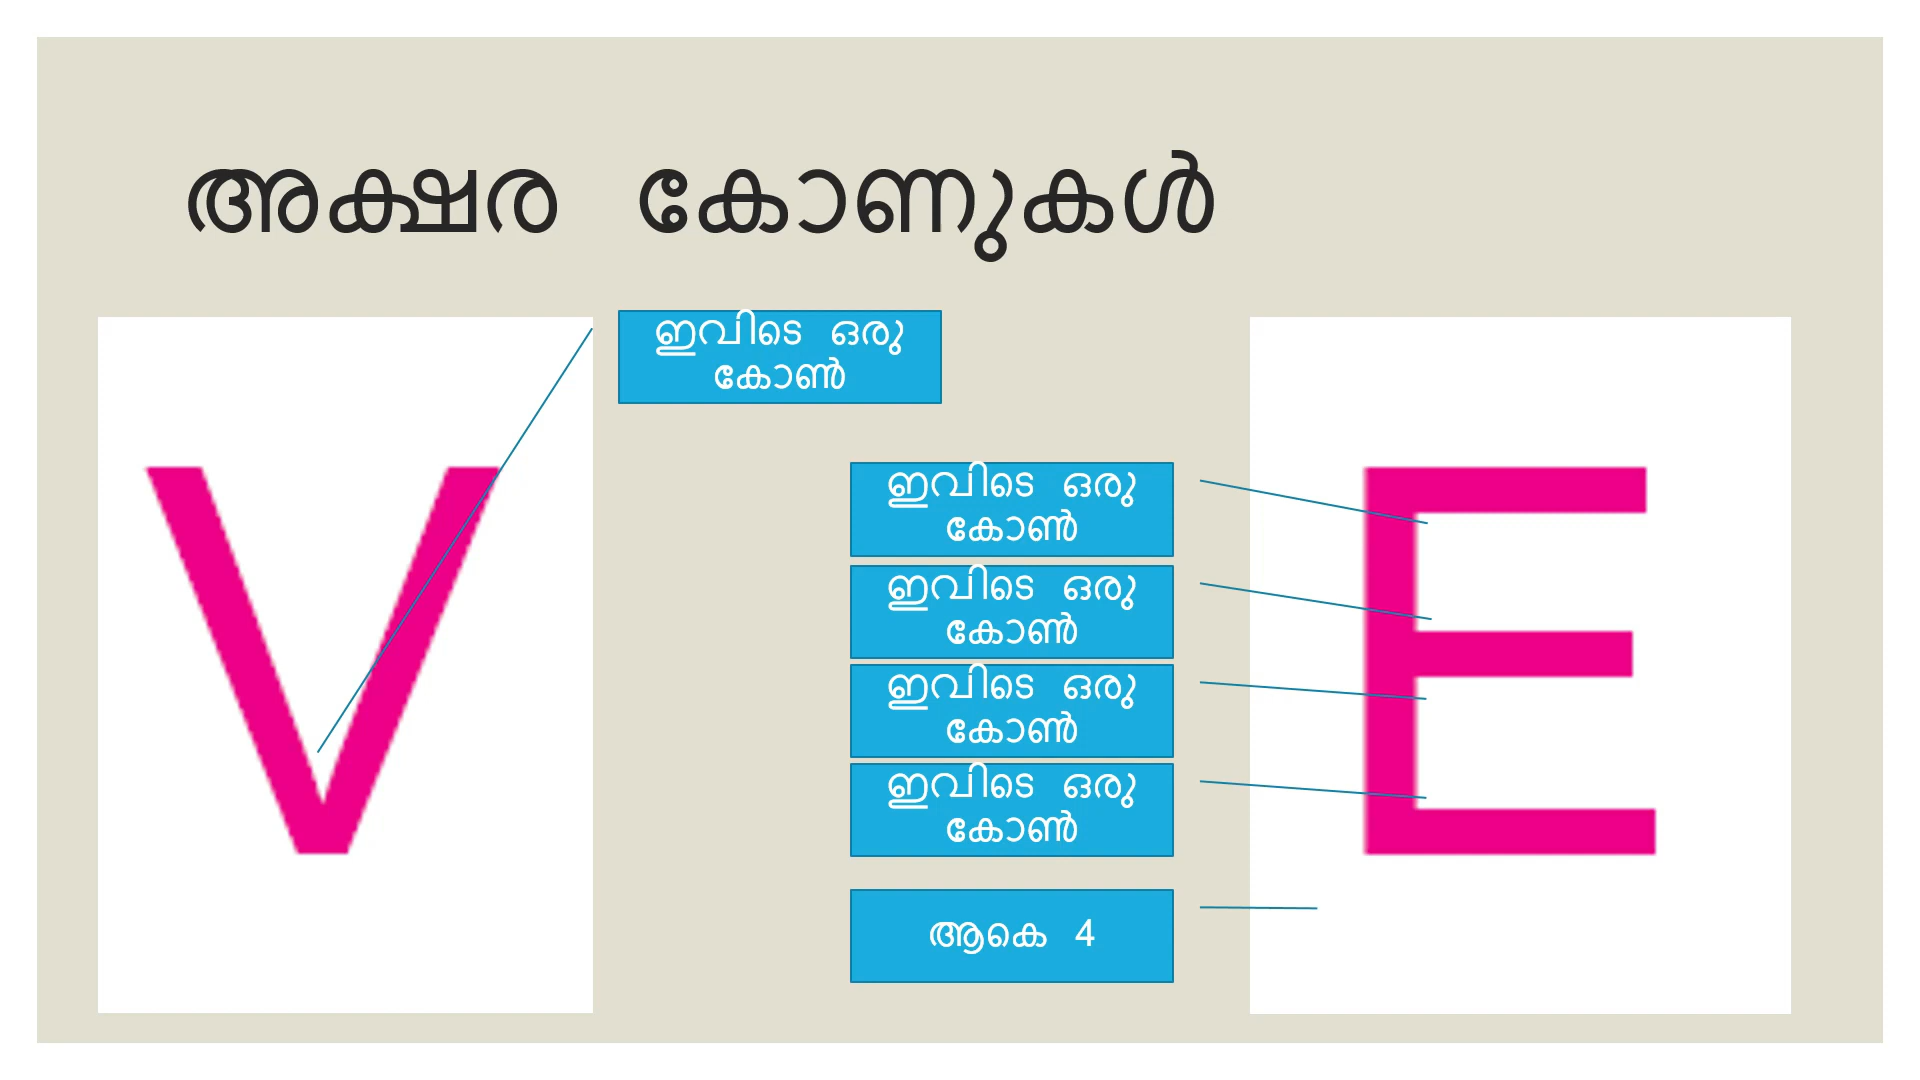 അക്ഷര കോണുകൾ
ഇവിടെ ഒരു
കോൺ
ഇവിടെ ഒരു
കോൺ
ഇവിടെ ഒരു
കോൺ
ഇവിടെ ഒരു
കോൺ
ഇവിടെ ഒരു
കോൺ
ആകെ 4
V
E